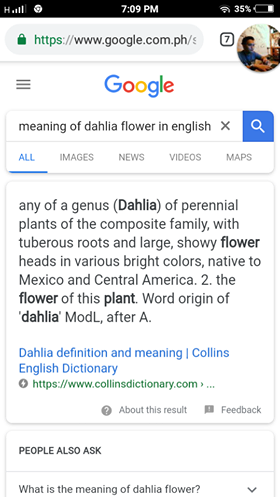 7:09 PM
35%
https://www.google.com.ph/s
7
Google
meaning of dahlia flower in english
ALL IMAGES NEWS VIDEOS MAPS
any of a genus (Dahlia) of perennial
plants of the composite family, with
tuberous roots and large, showy flower
heads in various bright colors, native to
Mexico and Central America. 2. the
flower of this plant. Word origin of
'dahlia' ModL, after A.
Dahlia definition and meaning | Collins
English Dictionary
https://www.collinsdictionary.com › ...
About this result Feedback
PEOPLE ALSO ASK
What is the meaning of dahlia flower?